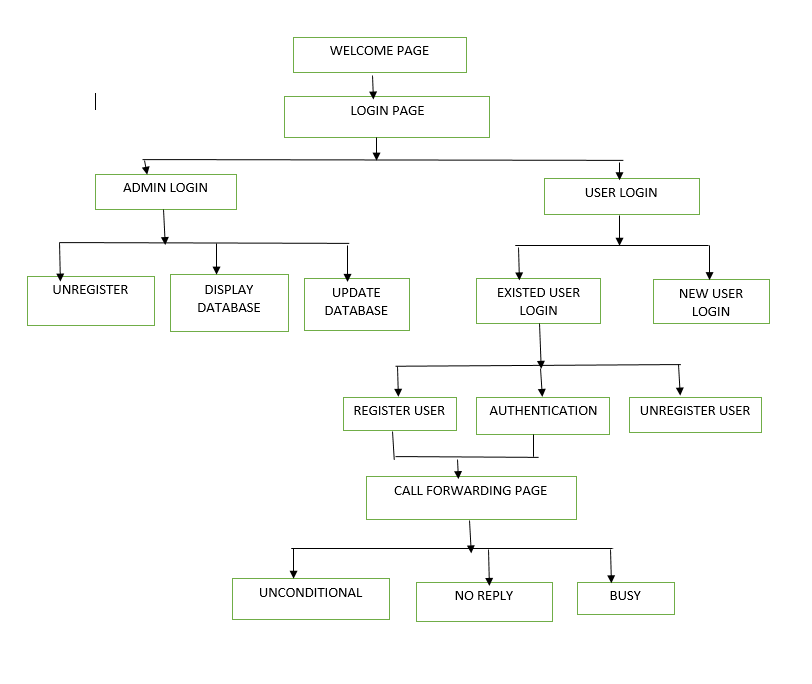 WELCOME PAGE
LOGIN PAGE
ADMIN LOGIN
USER LOGIN
UNREGISTER
DISPLAY
DATABASE
UPDATE
DATABASE
EXISTED USER
LOGIN
NEW USER
LOGIN
REGISTER USER
AUTHENTICATION
UNREGISTER USER
CALL FORWARDING PAGE
UNCONDITIONAL
NO REPLY
BUSY